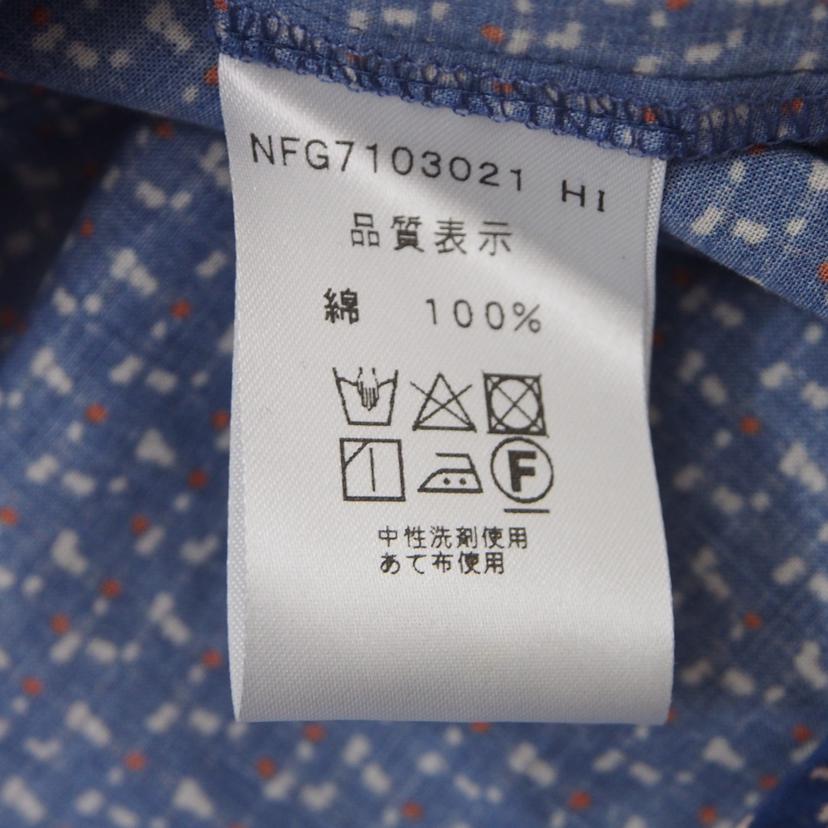 NFG7103021 HI
品質表示
綿 100%
F
中性洗剤使用
あて布使用